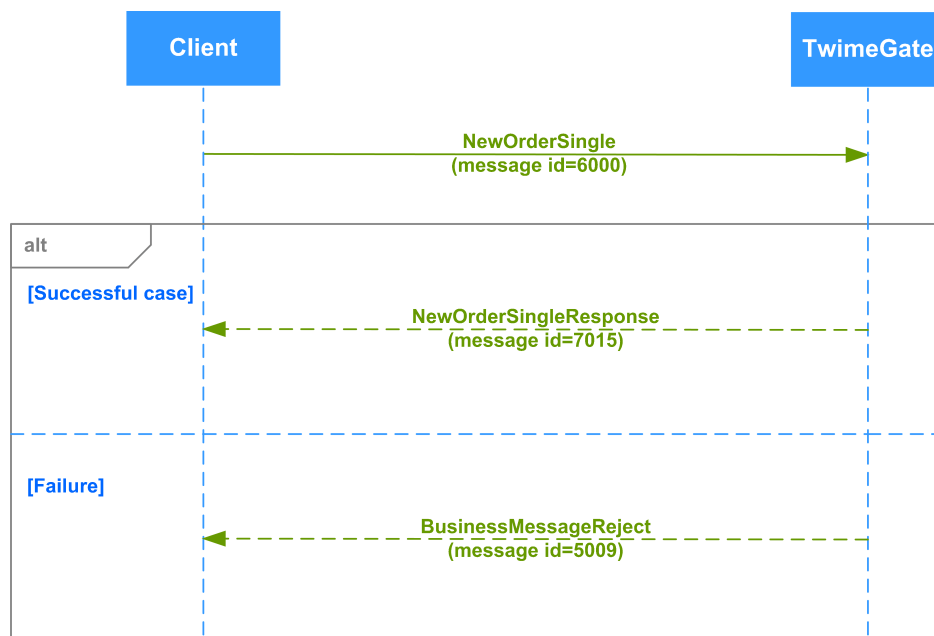 Client
TwimeGate
NewOrderSingle
(message id=6000)
alt
[Successful case]
NewOrderSingleResponse
(message id=7015)
[Failure]
BusinessMessageReject
(message id=5009)